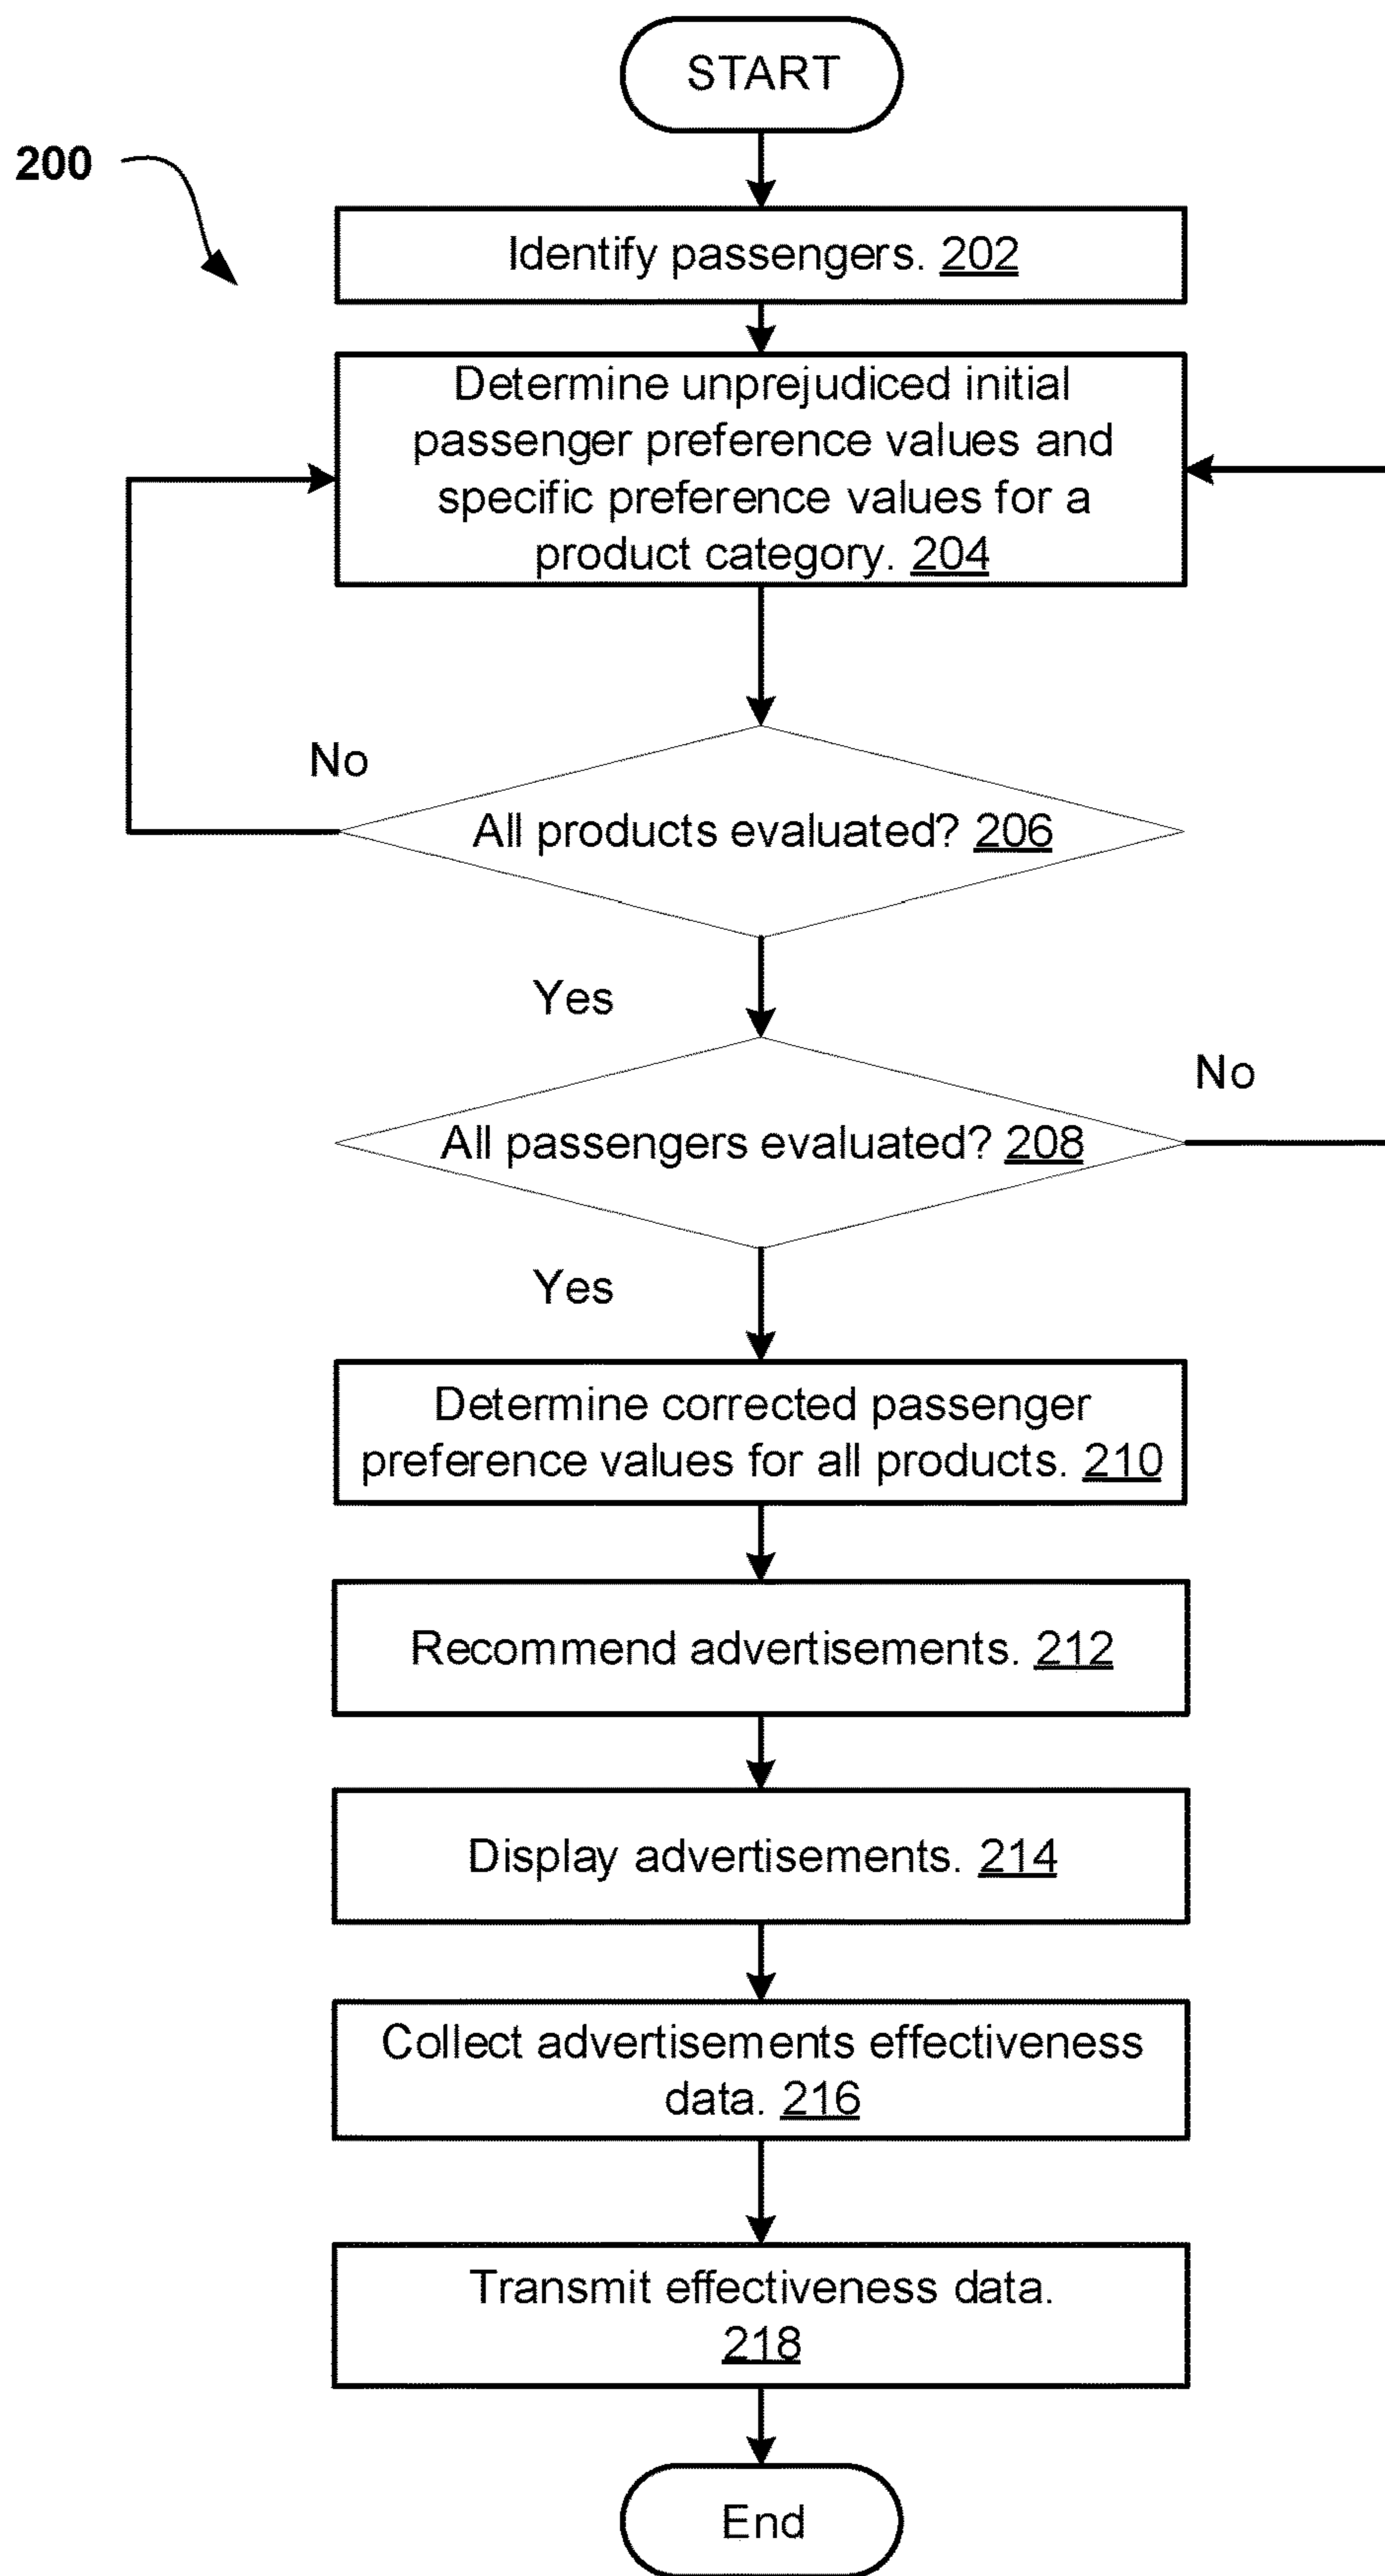 START
200
Identify passengers. 202
Determine unprejudiced initial
passenger preference values and
specific preference values for a
product category. 204
No
All products evaluated? 206
Yes
No
All passengers evaluated? 208
Yes
Determine corrected passenger
preference values for all products. 210
Recommend advertisements. 212
Display advertisements. 214
Collect advertisements effectiveness
data. 216
Transmit effectiveness data.
218
End